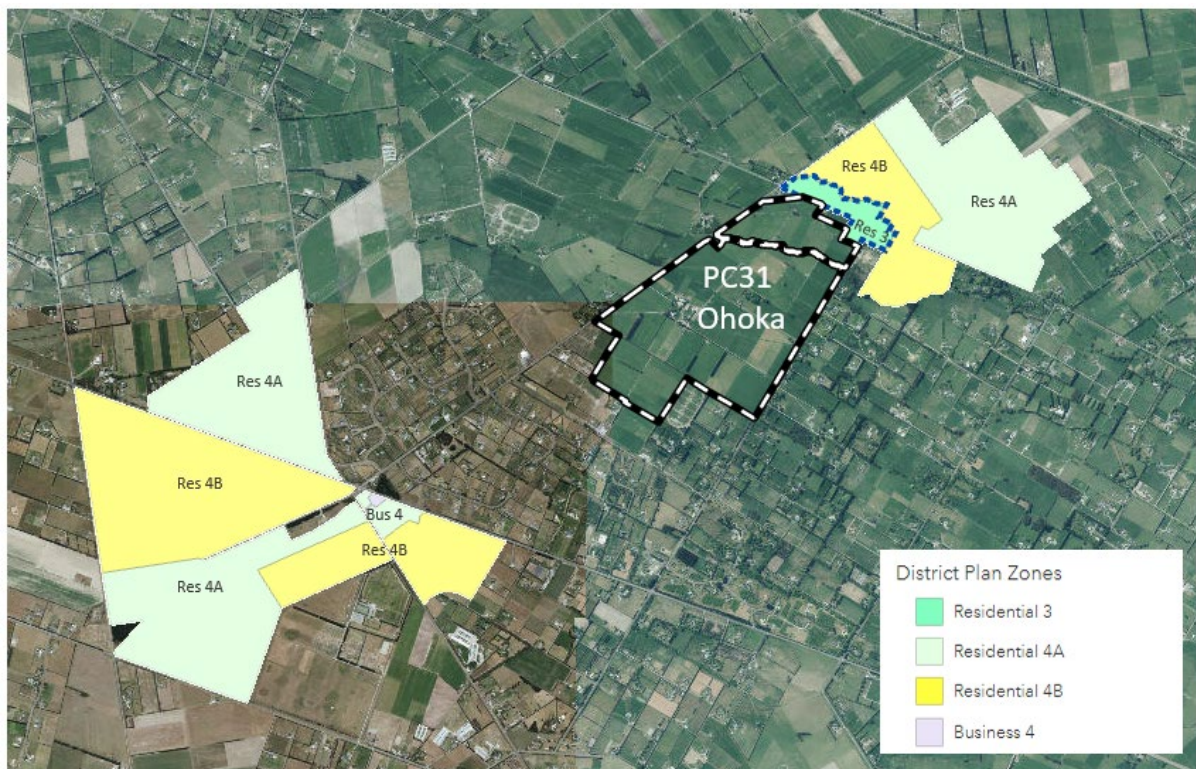 Res 4B
Res 4A
Res 3
PC31
Ohoka
Res 4A
Res 4B
Bus 4
Res 4B
Res 4A
District Plan Zones
Residential 3
Residential 4A
Residential 4B
Business 4